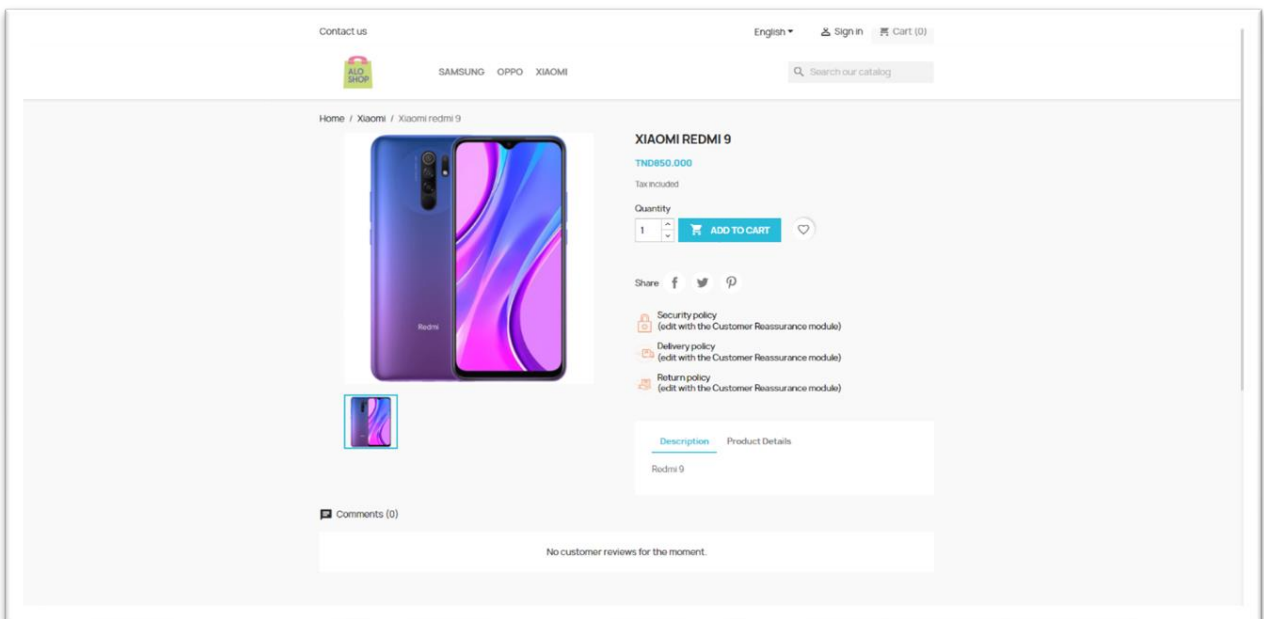 Contact us
English
Sign in
Cart (0)
ALO
SHOP
SAMSUNG OPPO XIAOMI
Search our catalog
Home / Xiaomi / Xiaomi redmi 9
Redmi
XIAOMI REDMI 9
TND850.000
Tax included
Quantity
1
ADD TO CART
Share
Security policy
(edit with the Customer Reassurance module)
Delivery policy
(edit with the Customer Reassurance module)
Return policy
(edit with the Customer Reassurance module)
Description Product Details
Redmi 9
Comments (0)
No customer reviews for the moment.